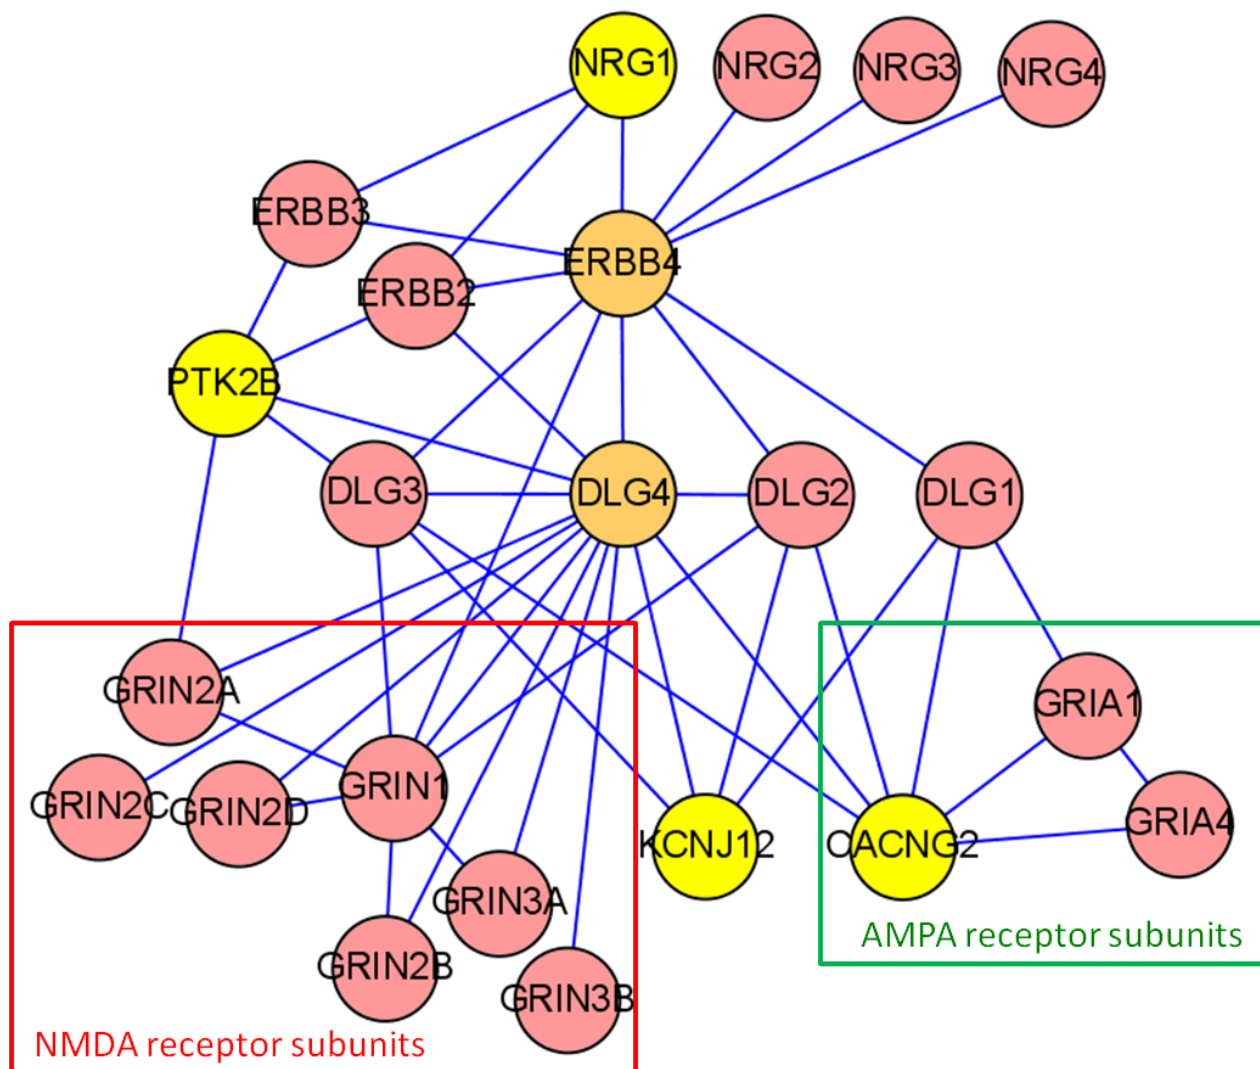 NRG1
NRG2
NRG3
NRG4
ERBB3
ERBB4
ERBB2
PTK2B
DLG3
DLG4
DLG2
DLG1
GRIN2A
GRIA1
GRIN2C
GRIN2D
GRIN1
KCNJ12
CACNG2
GRIA4
GRIN3A
AMPA receptor subunits
GRIN2B
GRIN3B
NMDA receptor subunits